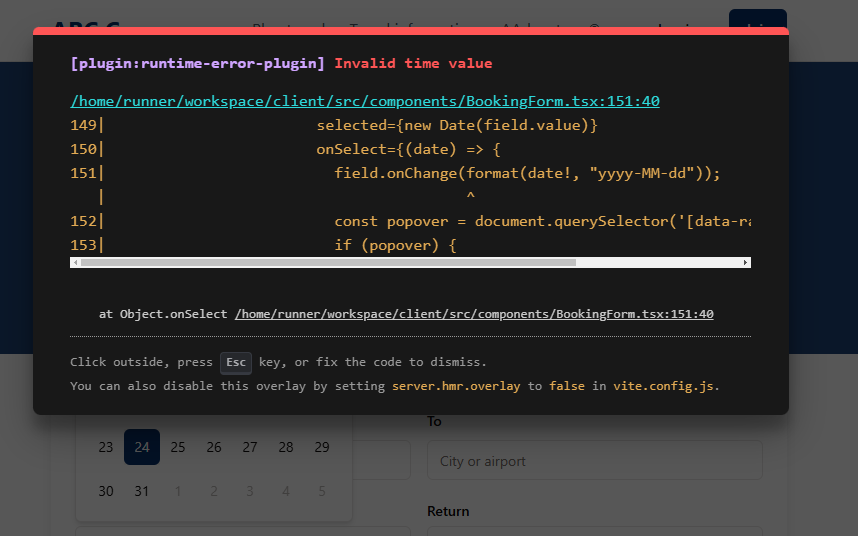 [plugin:runtime-error-plugin] Invalid time value
/home/runner/workspace/client/src/components/BookingForm.tsx:151:40
149| selected={new Date(field.value)}
150| onSelect={(date) => {
151| field.onChange(format(date!, "yyyy-MM-dd"));
| ^
152| const popover = document.querySelector('[data-ra
153| if (popover) {
at Object.onSelect /home/runner/workspace/client/src/components/BookingForm.tsx:151:40
Click outside, press Esc key, or fix the code to dismiss.
You can also disable this overlay by setting server.hmr.overlay to false in vite.config.js.
To
23 24 25 26 27 28 29
City or airport
30 31 1 2 3 4 5
Return